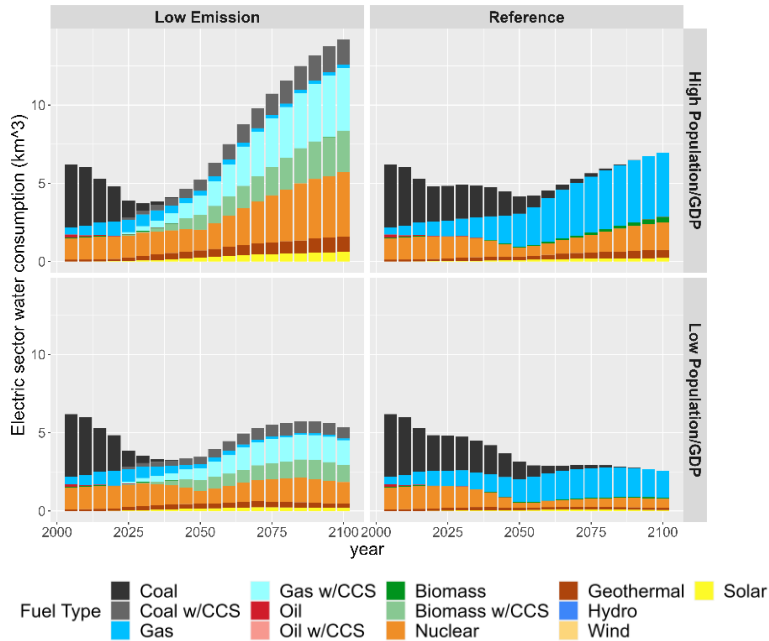 Low Emission Reference
10
5
0
High Population/GDP
10
5
0
Low Population/GDP
Electric sector water consumption (km^3)
2000 2025 2050 2075 2100 2000 2025 2050 2075 2100
year
Fuel Type
Coal Gas w/CCS Biomass Geothermal Solar
Coal w/CCS Oil Biomass w/CCS Hydro
Gas Oil w/CCS Nuclear Wind